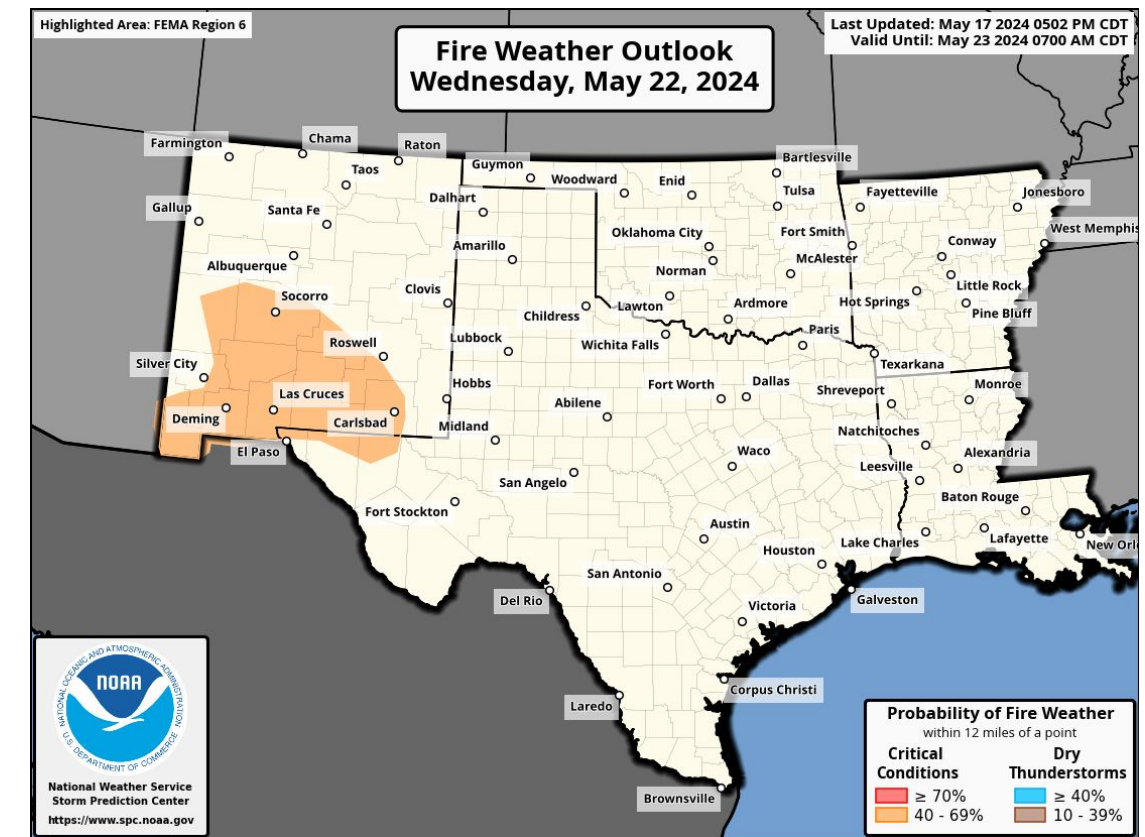 Highlighted Area: FEMA Region 6
Fire Weather Outlook
Wednesday, May 22, 2024
Last Updated: May 17 2024 0502 PM CDT
Valid Until: May 23 2024 0700 AM CDT
Farmington
Chama
Raton
Taos
Guymon
Woodward
Enid
Bartlesville
Tulsa
Fayetteville
Jonesboro
Gallup
Santa Fe
Dalhart
Amarillo
Oklahoma City
Fort Smith
West Memphis
Albuquerque
Norman
McAlester
Conway
Little Rock
Socorro
Clovis
Childress
Lawton
Ardmore
Hot Springs
Pine Bluff
Roswell
Lubbock
Wichita Falls
Paris
Texarkana
Silver City
Las Cruces
Hobbs
Fort Worth
Dallas
Shreveport
Monroe
Deming
Carlsbad
Midland
Abilene
Natchitoches
El Paso
San Angelo
Waco
Leesville
Alexandria
Fort Stockton
Austin
Baton Rouge
Houston
Lake Charles
Lafayette
New Orl
San Antonio
Del Rio
Victoria
Galveston
Laredo
Corpus Christi
Brownsville
NATIONAL OCEANIC AND ATMOSPHERIC ADMINISTRATION
NOAA
U.S. DEPARTMENT OF COMMERCE
National Weather Service
Storm Prediction Center
https://www.spc.noaa.gov
Probability of Fire Weather
within 12 miles of a point
Critical
Conditions
≥ 70%
40 - 69%
Dry
Thunderstorms
≥ 40%
10 - 39%